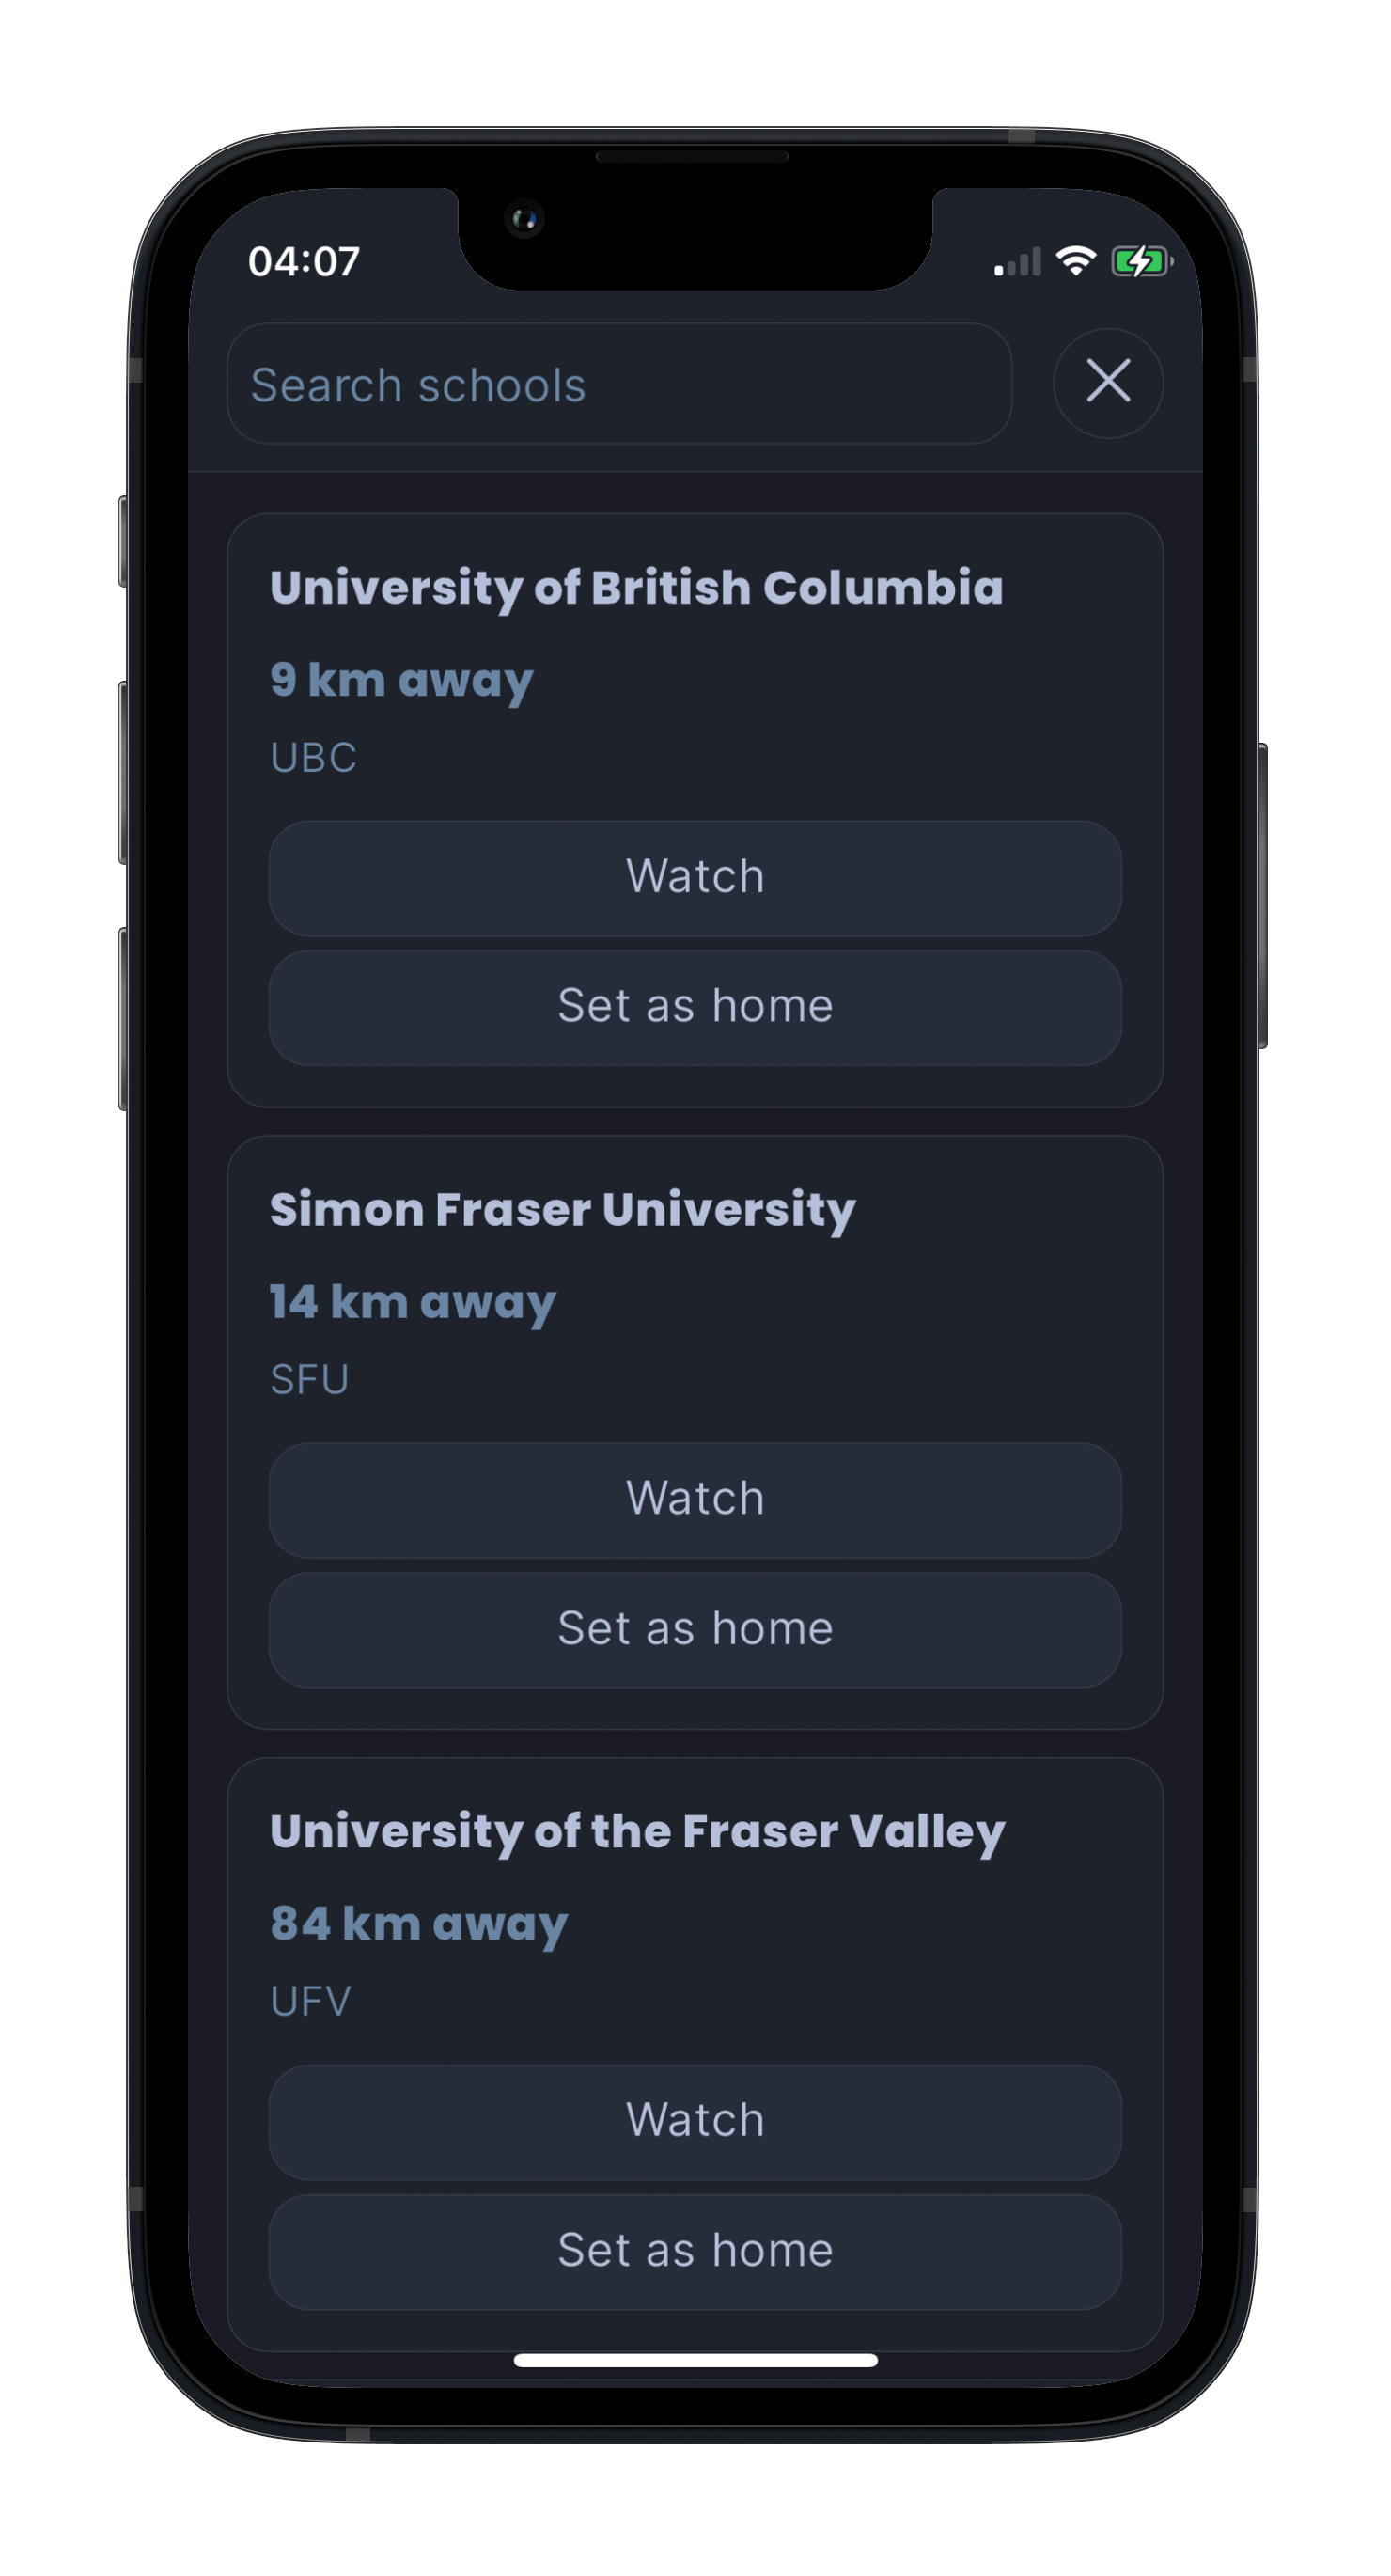 04:07
Search schools
University of British Columbia
9 km away
UBC
Watch
Set as home
Simon Fraser University
14 km away
SFU
Watch
Set as home
University of the Fraser Valley
84 km away
UFV
Watch
Set as home